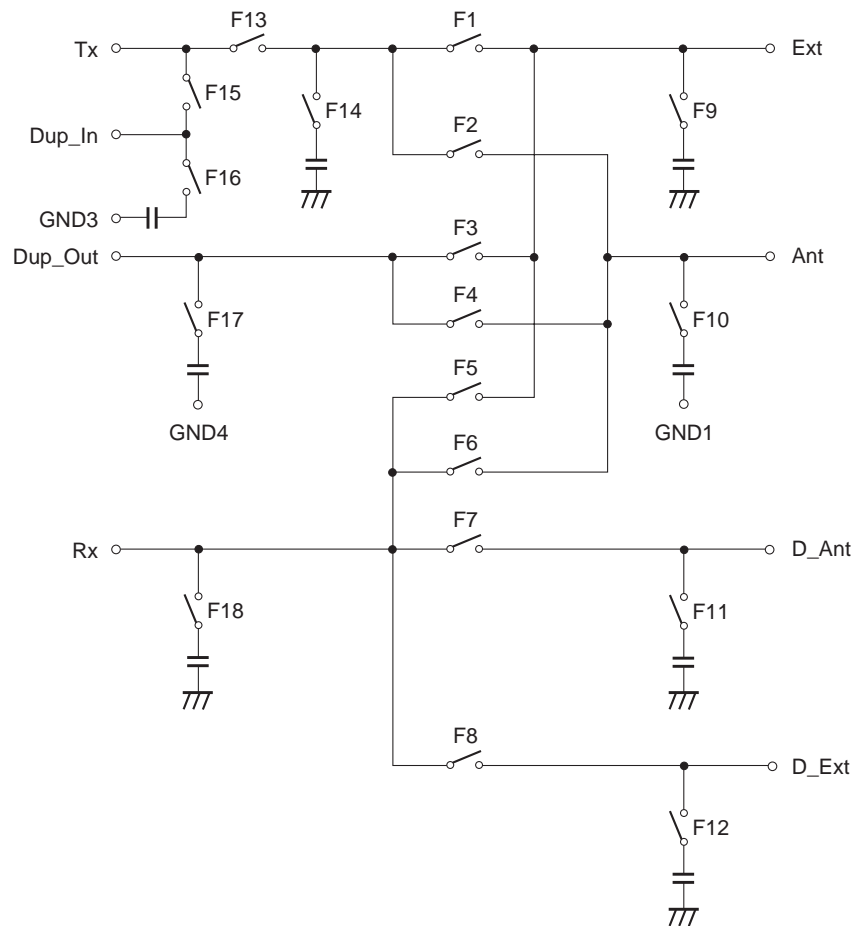 F13
F1
Tx
Ext
F15
F14
F9
F2
Dup_In
F16
GND3
F3
Dup_Out
Ant
F4
F17
F10
F5
GND4
GND1
F6
F7
Rx
D_Ant
F18
F11
F8
D_Ext
F12